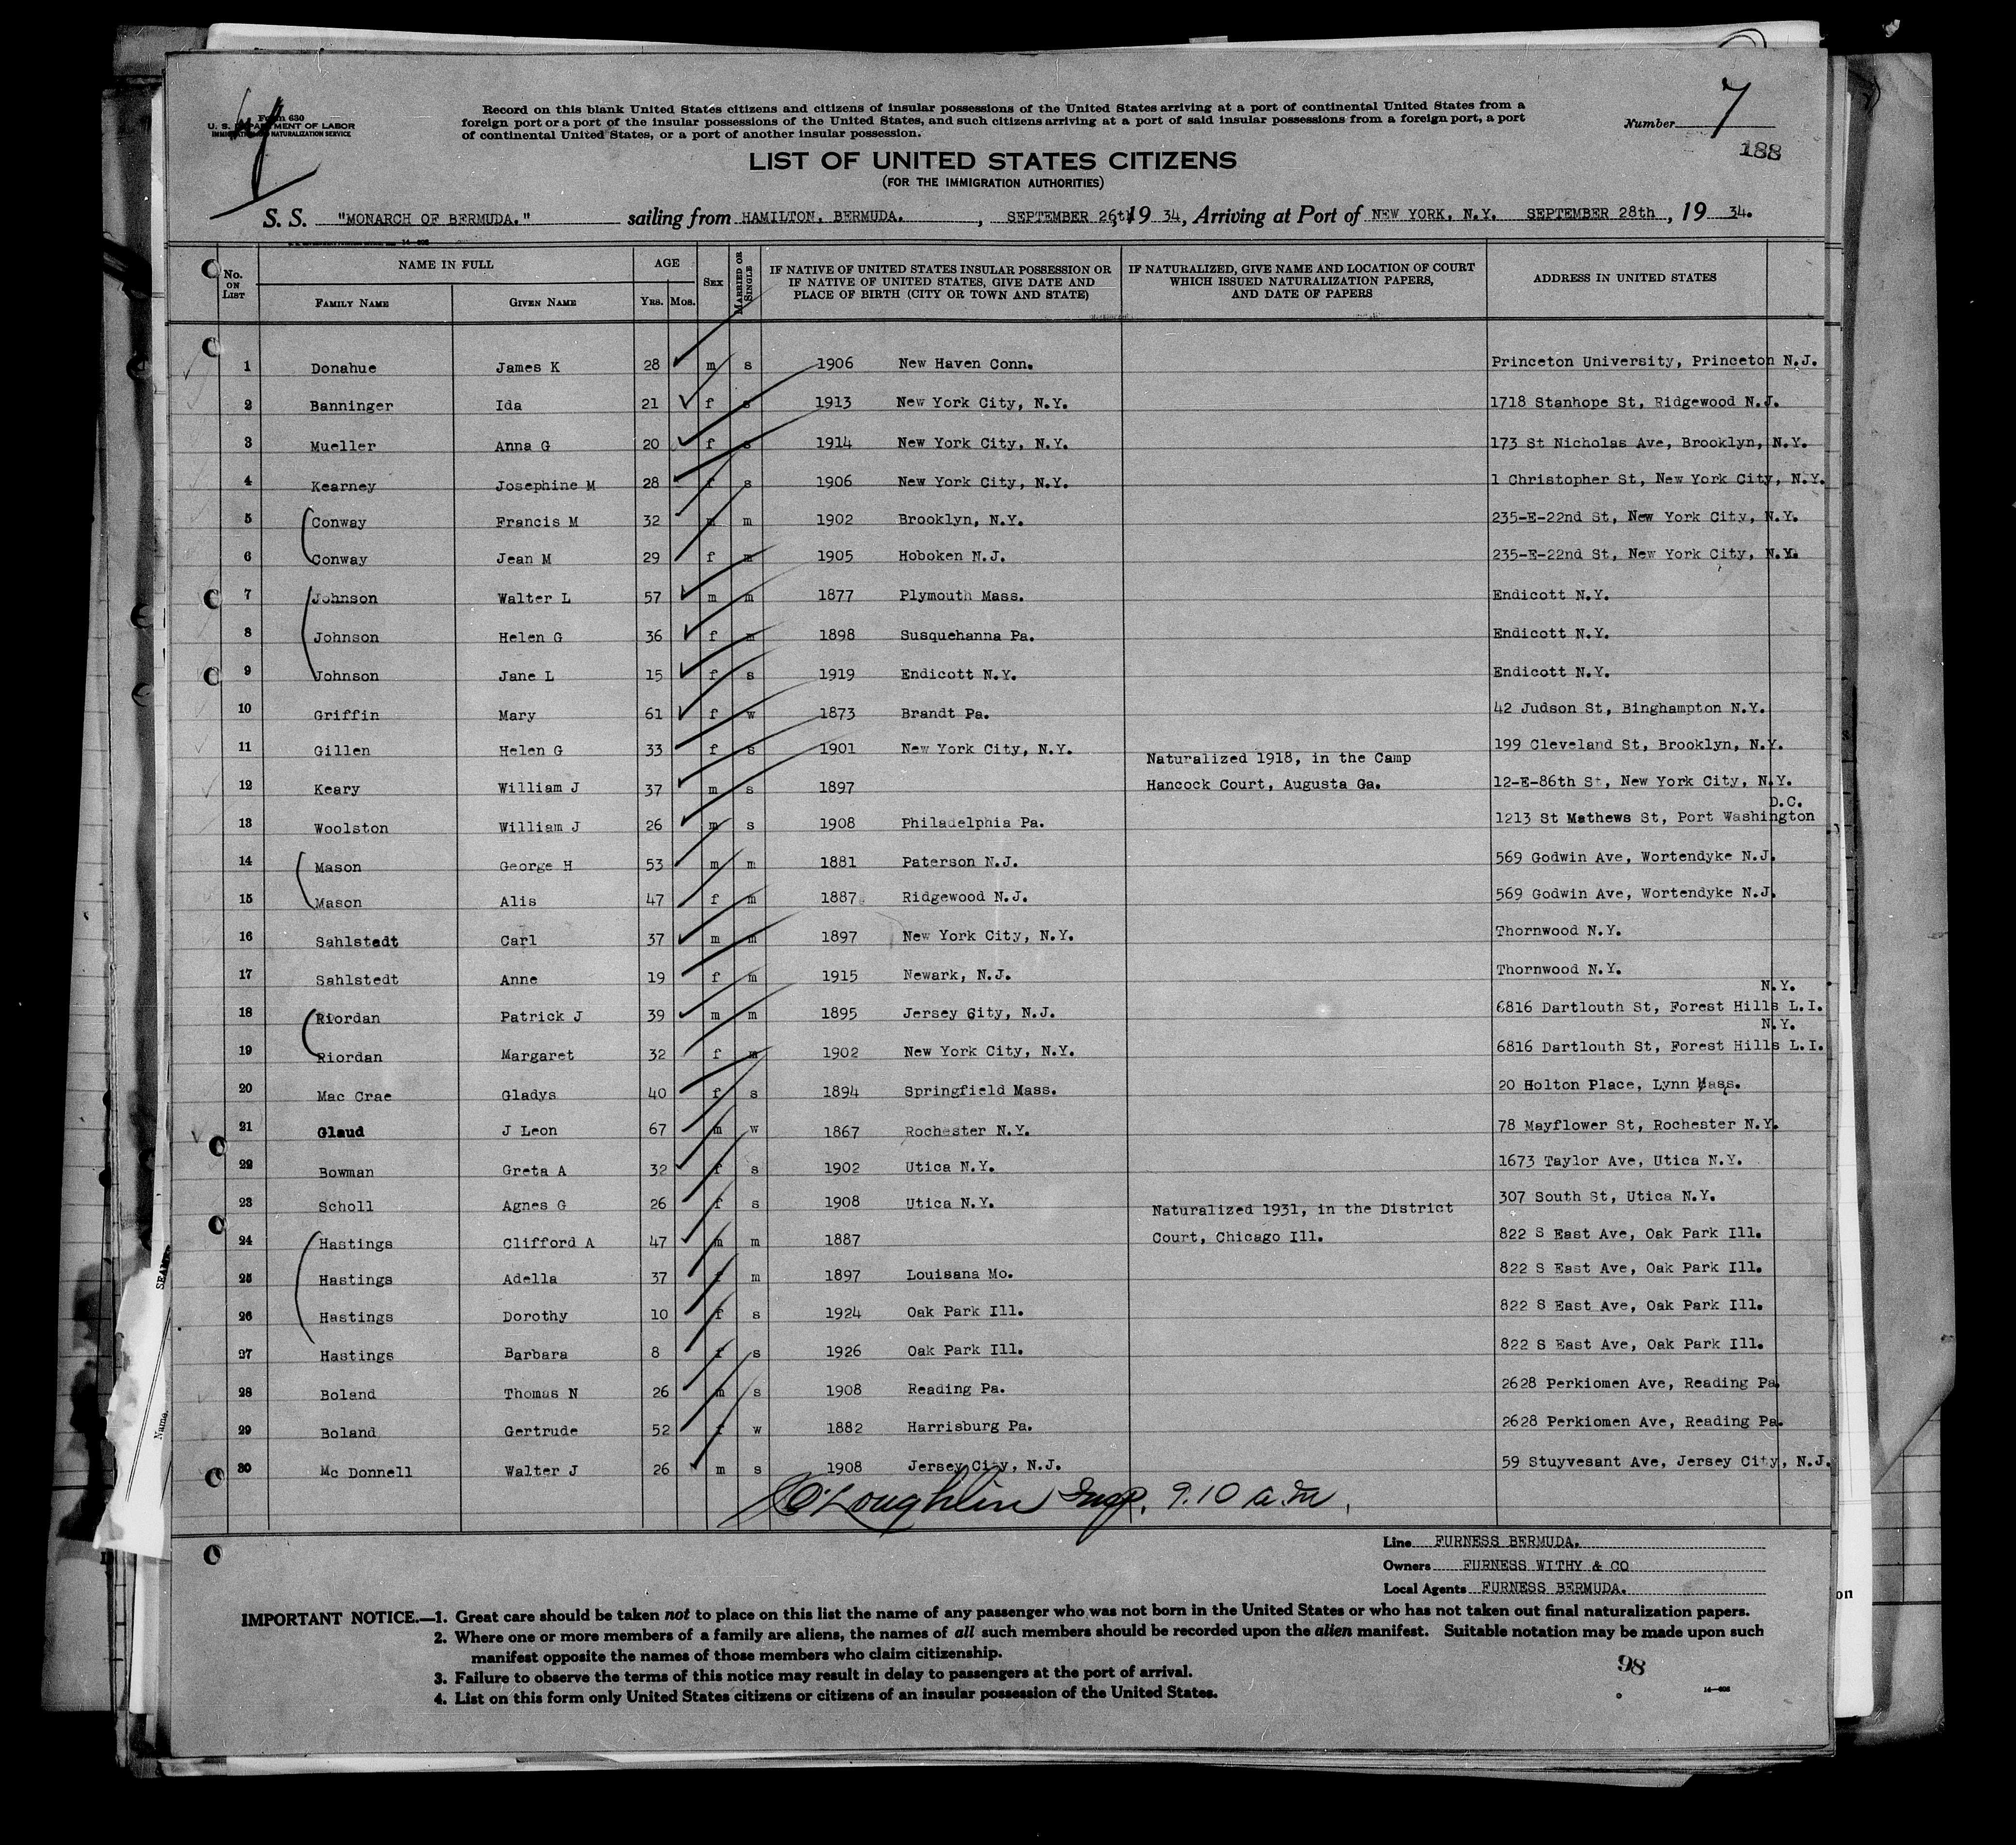 Form 630
U. S. DEPARTMENT OF LABOR
IMMIGRATION AND NATURALIZATION SERVICE
Record on this blank United States citizens and citizens of insular possessions of the United States arriving at a port of continental United States from a
foreign port or a port of the insular possessions of the United States, and such citizens arriving at a port of said insular possessions from a foreign port, a port
of continental United States, or a port of another insular possession.
Number 7
188
LIST OF UNITED STATES CITIZENS
(FOR THE IMMIGRATION AUTHORITIES)
S. S. "MONARCH OF BERMUDA." sailing from HAMILTON, BERMUDA. , SEPTEMBER 26th, 19 34, Arriving at Port of NEW YORK, N.Y. SEPTEMBER 28th , 19 34.
No. ON LIST NAME IN FULL AGE SEX MARRIED OR SINGLE IF NATIVE OF UNITED STATES INSULAR POSSESSION OR IF NATIVE OF UNITED STATES, GIVE DATE AND PLACE OF BIRTH (CITY OR TOWN AND STATE) IF NATURALIZED, GIVE NAME AND LOCATION OF COURT WHICH ISSUED NATURALIZATION PAPERS, AND DATE OF PAPERS ADDRESS IN UNITED STATES
FAMILY NAME GIVEN NAME YRS. MOS.
1 Donahue James K 28 m s 1906 New Haven Conn. Princeton University, Princeton N.J.
2 Banninger Ida 21 f s 1913 New York City, N.Y. 1718 Stanhope St, Ridgewood N.J.
3 Mueller Anna G 20 f s 1914 New York City, N.Y. 173 St Nicholas Ave, Brooklyn, N.Y.
4 Kearney Josephine M 28 f s 1906 New York City, N.Y. 1 Christopher St, New York City, N.Y.
5 Conway Francis M 32 m m 1902 Brooklyn, N.Y. 235-E-22nd St, New York City, N.Y.
6 Conway Jean M 29 f m 1905 Hoboken N.J. 235-E-22nd St, New York City, N.Y.
7 Johnson Walter L 57 m m 1877 Plymouth Mass. Endicott N.Y.
8 Johnson Helen G 36 f m 1898 Susquehanna Pa. Endicott N.Y.
9 Johnson Jane L 15 f s 1919 Endicott N.Y. Endicott N.Y.
10 Griffin Mary 61 f w 1873 Brandt Pa. 42 Judson St, Binghampton N.Y.
11 Gillen Helen G 33 f s 1901 New York City, N.Y. 199 Cleveland St, Brooklyn, N.Y.
Naturalized 1918, in the Camp
12 Keary William J 37 m s 1897 Hancock Court, Augusta Ga. 12-E-86th St, New York City, N.Y.
D.C.
13 Woolston William J 26 m s 1908 Philadelphia Pa. 1213 St Mathews St, Port Washington
14 Mason George H 53 m m 1881 Paterson N.J. 569 Godwin Ave, Wortendyke N.J.
15 Mason Alis 47 f m 1887 Ridgewood N.J. 569 Godwin Ave, Wortendyke N.J.
16 Sahlstedt Carl 37 m m 1897 New York City, N.Y. Thornwood N.Y.
17 Sahlstedt Anne 19 f m 1915 Newark, N.J. Thornwood N.Y.
N.Y.
18 Riordan Patrick J 39 m m 1895 Jersey City, N.J. 6816 Dartlouth St, Forest Hills L.I.
N.Y.
19 Riordan Margaret 32 f m 1902 New York City, N.Y. 6816 Dartlouth St, Forest Hills L.I.
20 Mac Crae Gladys 40 f s 1894 Springfield Mass. 20 Holton Place, Lynn Mass.
21 Glaud J Leon 67 m w 1867 Rochester N.Y. 78 Mayflower St, Rochester N.Y.
22 Bowman Greta A 32 f s 1902 Utica N.Y. 1673 Taylor Ave, Utica N.Y.
23 Scholl Agnes G 26 f s 1908 Utica N.Y. 307 South St, Utica N.Y.
Naturalized 1931, in the District
24 Hastings Clifford A 47 m m 1887 Court, Chicago Ill. 822 S East Ave, Oak Park Ill.
25 Hastings Adella 37 f m 1897 Louisana Mo. 822 S East Ave, Oak Park Ill.
26 Hastings Dorothy 10 f s 1924 Oak Park Ill. 822 S East Ave, Oak Park Ill.
27 Hastings Barbara 8 f s 1926 Oak Park Ill. 822 S East Ave, Oak Park Ill.
28 Boland Thomas N 26 m s 1908 Reading Pa. 2628 Perkiomen Ave, Reading Pa.
29 Boland Gertrude 52 f w 1882 Harrisburg Pa. 2628 Perkiomen Ave, Reading Pa.
30 Mc Donnell Walter J 26 m s 1908 Jersey City, N.J. 59 Stuyvesant Ave, Jersey City, N.J.
O'Loughlin Insp. 9.10 a.m.
Line FURNESS BERMUDA.
Owners FURNESS WITHY & CO
Local Agents FURNESS BERMUDA.
IMPORTANT NOTICE.—1. Great care should be taken not to place on this list the name of any passenger who was not born in the United States or who has not taken out final naturalization papers.
2. Where one or more members of a family are aliens, the names of all such members should be recorded upon the alien manifest. Suitable notation may be made upon such
manifest opposite the names of those members who claim citizenship.
3. Failure to observe the terms of this notice may result in delay to passengers at the port of arrival.
4. List on this form only United States citizens or citizens of an insular possession of the United States.
98